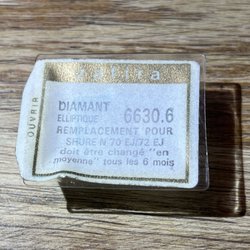 OUVRIR
DIAMANT
ELLIPTIQUE 6630.6
REMPLACEMENT POUR
SHURE N 70 EJ/72 EJ
doit être changé "en
moyenne" tous les 6 mois